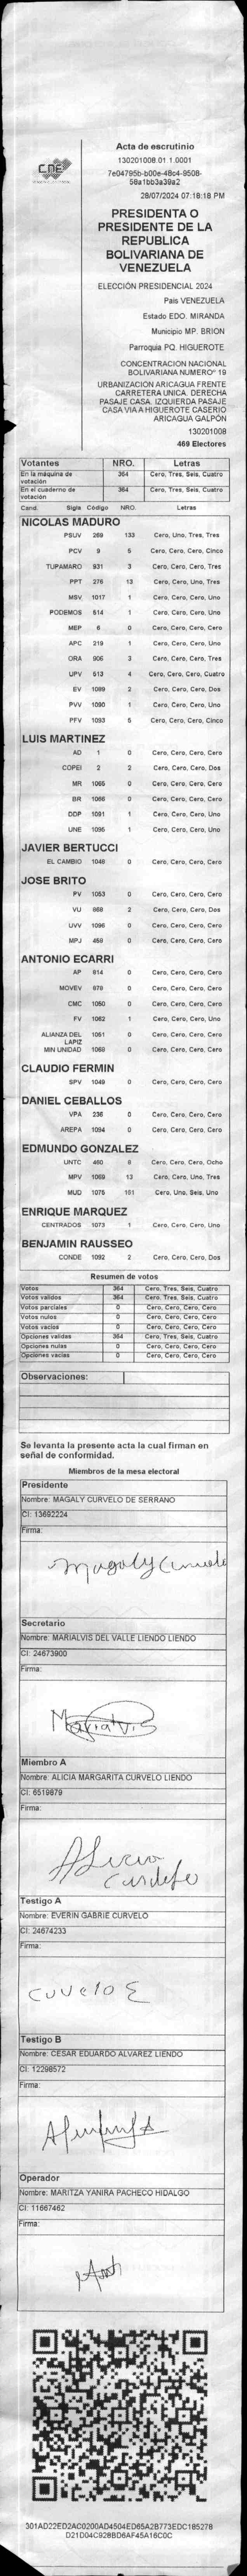 CNE
Acta de escrutinio
130201008.01.1.0001
7e04795b-b00e-48c4-9508-
58a1bb3a39a2
28/07/2024 07:18:18 PM
PRESIDENTA O
PRESIDENTE DE LA
REPUBLICA
BOLIVARIANA DE
VENEZUELA
ELECCIÓN PRESIDENCIAL 2024
País VENEZUELA
Estado EDO. MIRANDA
Municipio MP. BRION
Parroquia PQ. HIGUEROTE
CONCENTRACION NACIONAL
BOLIVARIANA NUMERO" 19
URBANIZACION ARICAGUA FRENTE
CARRETERA UNICA. DERECHA
PASAJE CASA. IZQUIERDA PASAJE
CASA VIA A HIGUEROTE CASERIO
ARICAGUA GALPÓN
130201008
469 Electores
Votantes NRO. Letras
En la máquina de votación 364 Cero, Tres, Seis, Cuatro
En el cuaderno de votación 364 Cero, Tres, Seis, Cuatro
Cand. Sigla Código NRO. Letras
NICOLAS MADURO
PSUV 269 133 Cero, Uno, Tres, Tres
PCV 9 5 Cero, Cero, Cero, Cinco
TUPAMARO 931 3 Cero, Cero, Cero, Tres
PPT 276 13 Cero, Cero, Uno, Tres
MSV 1017 1 Cero, Cero, Cero, Uno
PODEMOS 514 1 Cero, Cero, Cero, Uno
MEP 6 0 Cero, Cero, Cero, Cero
APC 219 1 Cero, Cero, Cero, Uno
ORA 906 3 Cero, Cero, Cero, Tres
UPV 513 4 Cero, Cero, Cero, Cuatro
EV 1089 2 Cero, Cero, Cero, Dos
PVV 1090 1 Cero, Cero, Cero, Uno
PFV 1093 5 Cero, Cero, Cero, Cinco
LUIS MARTINEZ
AD 1 0 Cero, Cero, Cero, Cero
COPEI 2 2 Cero, Cero, Cero, Dos
MR 1065 0 Cero, Cero, Cero, Cero
BR 1066 0 Cero, Cero, Cero, Cero
DDP 1091 1 Cero, Cero, Cero, Uno
UNE 1095 1 Cero, Cero, Cero, Uno
JAVIER BERTUCCI
EL CAMBIO 1048 0 Cero, Cero, Cero, Cero
JOSE BRITO
PV 1053 0 Cero, Cero, Cero, Cero
VU 868 2 Cero, Cero, Cero, Dos
UVV 1096 0 Cero, Cero, Cero, Cero
MPJ 459 0 Cero, Cero, Cero, Cero
ANTONIO ECARRI
AP 814 0 Cero, Cero, Cero, Cero
MOVEV 979 0 Cero, Cero, Cero, Cero
CMC 1050 0 Cero, Cero, Cero, Cero
FV 1062 1 Cero, Cero, Cero, Uno
ALIANZA DEL LAPIZ 1051 0 Cero, Cero, Cero, Cero
MIN UNIDAD 1069 0 Cero, Cero, Cero, Cero
CLAUDIO FERMIN
SPV 1049 0 Cero, Cero, Cero, Cero
DANIEL CEBALLOS
VPA 236 0 Cero, Cero, Cero, Cero
AREPA 1094 0 Cero, Cero, Cero, Cero
EDMUNDO GONZALEZ
UNTC 460 8 Cero, Cero, Cero, Ocho
MPV 1069 13 Cero, Cero, Uno, Tres
MUD 1075 161 Cero, Uno, Seis, Uno
ENRIQUE MARQUEZ
CENTRADOS 1073 1 Cero, Cero, Cero, Uno
BENJAMIN RAUSSEO
CONDE 1092 2 Cero, Cero, Cero, Dos
Resumen de votos
Votos 364 Cero, Tres, Seis, Cuatro
Votos validos 364 Cero, Tres, Seis, Cuatro
Votos parciales 0 Cero, Cero, Cero, Cero
Votos nulos 0 Cero, Cero, Cero, Cero
Votos vacios 0 Cero, Cero, Cero, Cero
Opciones validas 364 Cero, Tres, Seis, Cuatro
Opciones nulas 0 Cero, Cero, Cero, Cero
Opciones vacias 0 Cero, Cero, Cero, Cero
Observaciones:
Se levanta la presente acta la cual firman en
señal de conformidad.
Miembros de la mesa electoral
Presidente
Nombre: MAGALY CURVELO DE SERRANO
CI: 13692224
Firma:
Magaly Curvelo
Secretario
Nombre: MARIALVIS DEL VALLE LIENDO LIENDO
CI: 24673900
Firma:
Marialvis
Miembro A
Nombre: ALICIA MARGARITA CURVELO LIENDO
CI: 6519879
Firma:
Alicia
Curvelo
Testigo A
Nombre: EVERIN GABRIE CURVELO
CI: 24674233
Firma:
Cuvelo E
Testigo B
Nombre: CESAR EDUARDO ALVAREZ LIENDO
CI: 12298572
Firma:
Operador
Nombre: MARITZA YANIRA PACHECO HIDALGO
CI: 11667462
Firma:
301AD22ED2AC0200AD4504ED65A2B773EDC185278
D21D04C928BD6AF45A16C0C